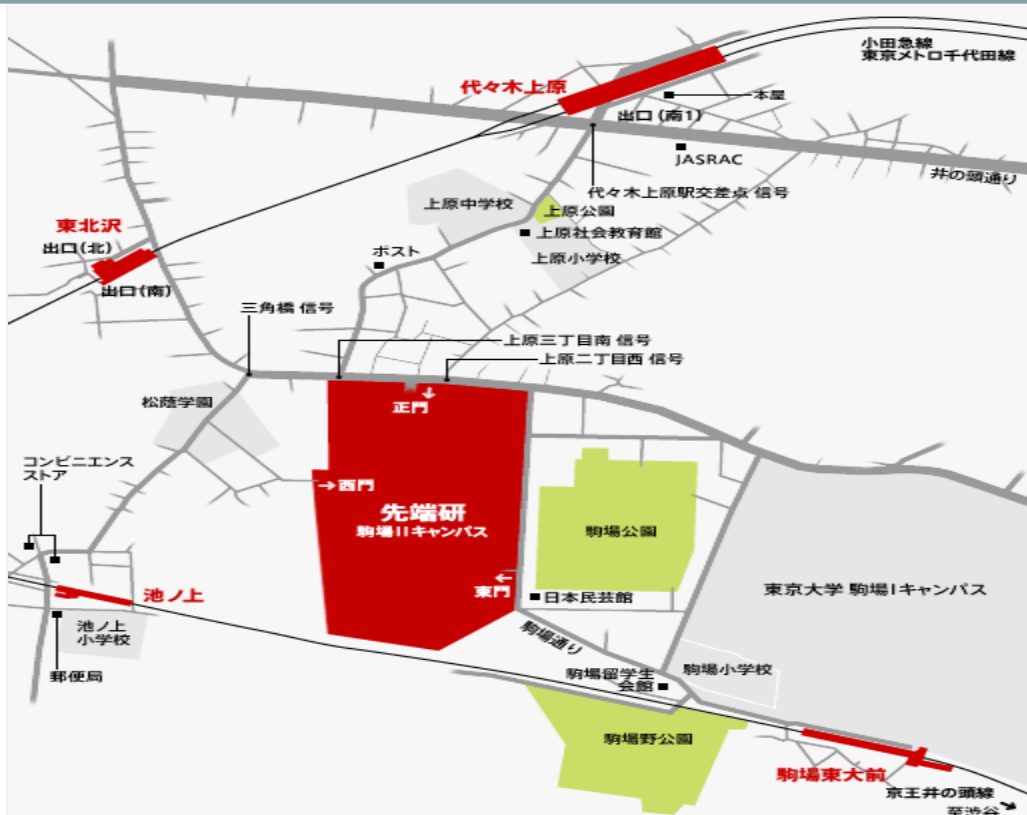 小田急線
東京メトロ千代田線
代々木上原
本屋
出口(南1)
JASRAC
井の頭通り
代々木上原駅交差点 信号
上原中学校
上原公園
東北沢
上原社会教育館
出口(北)
ポスト
上原小学校
出口(南)
三角橋 信号
上原三丁目南 信号
上原二丁目西 信号
松蔭学園
正門
コンビニエンス
ストア
西門
先端研
駒場IIキャンパス
駒場公園
東京大学 駒場Iキャンパス
東門
池ノ上
日本民芸館
池ノ上
小学校
駒場通り
郵便局
駒場留学生
会館
駒場小学校
駒場野公園
駒場東大前
京王井の頭線
至渋谷